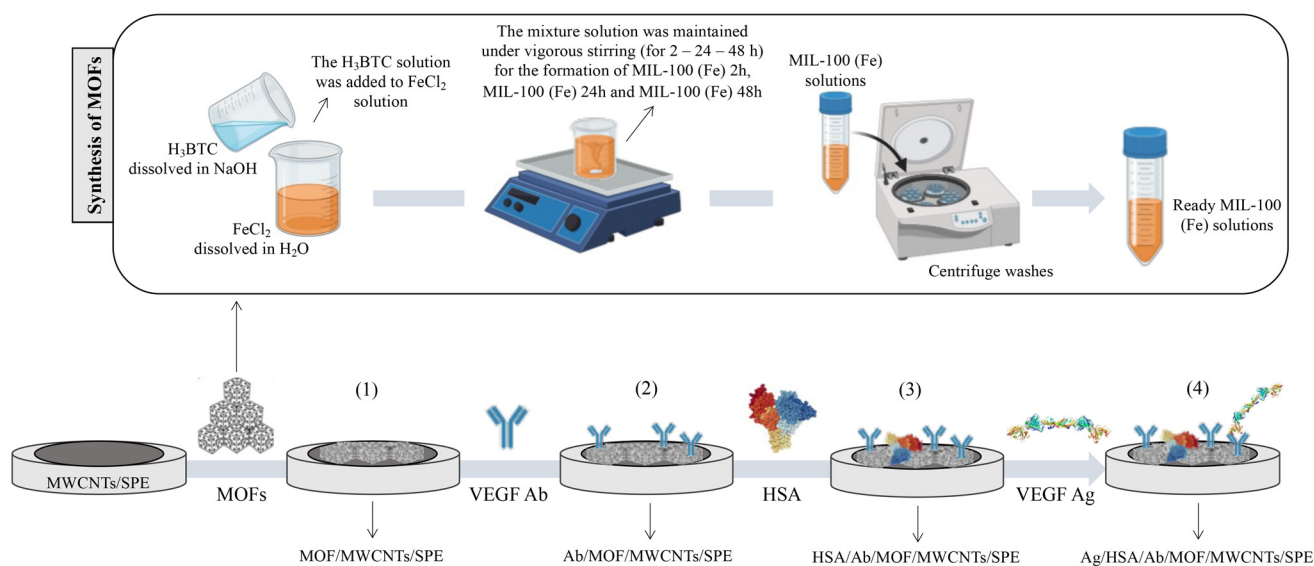 Synthesis of MOFs
H₃BTC
dissolved in NaOH
The H₃BTC solution
was added to FeCl₂
solution
FeCl₂
dissolved in H₂O
The mixture solution was maintained
under vigorous stirring (for 2 – 24 – 48 h)
for the formation of MIL-100 (Fe) 2h,
MIL-100 (Fe) 24h and MIL-100 (Fe) 48h
MIL-100 (Fe)
solutions
Centrifuge washes
Ready MIL-100
(Fe) solutions
MWCNTs/SPE
MOFs
(1)
MOF/MWCNTs/SPE
VEGF Ab
(2)
Ab/MOF/MWCNTs/SPE
HSA
(3)
HSA/Ab/MOF/MWCNTs/SPE
VEGF Ag
(4)
Ag/HSA/Ab/MOF/MWCNTs/SPE